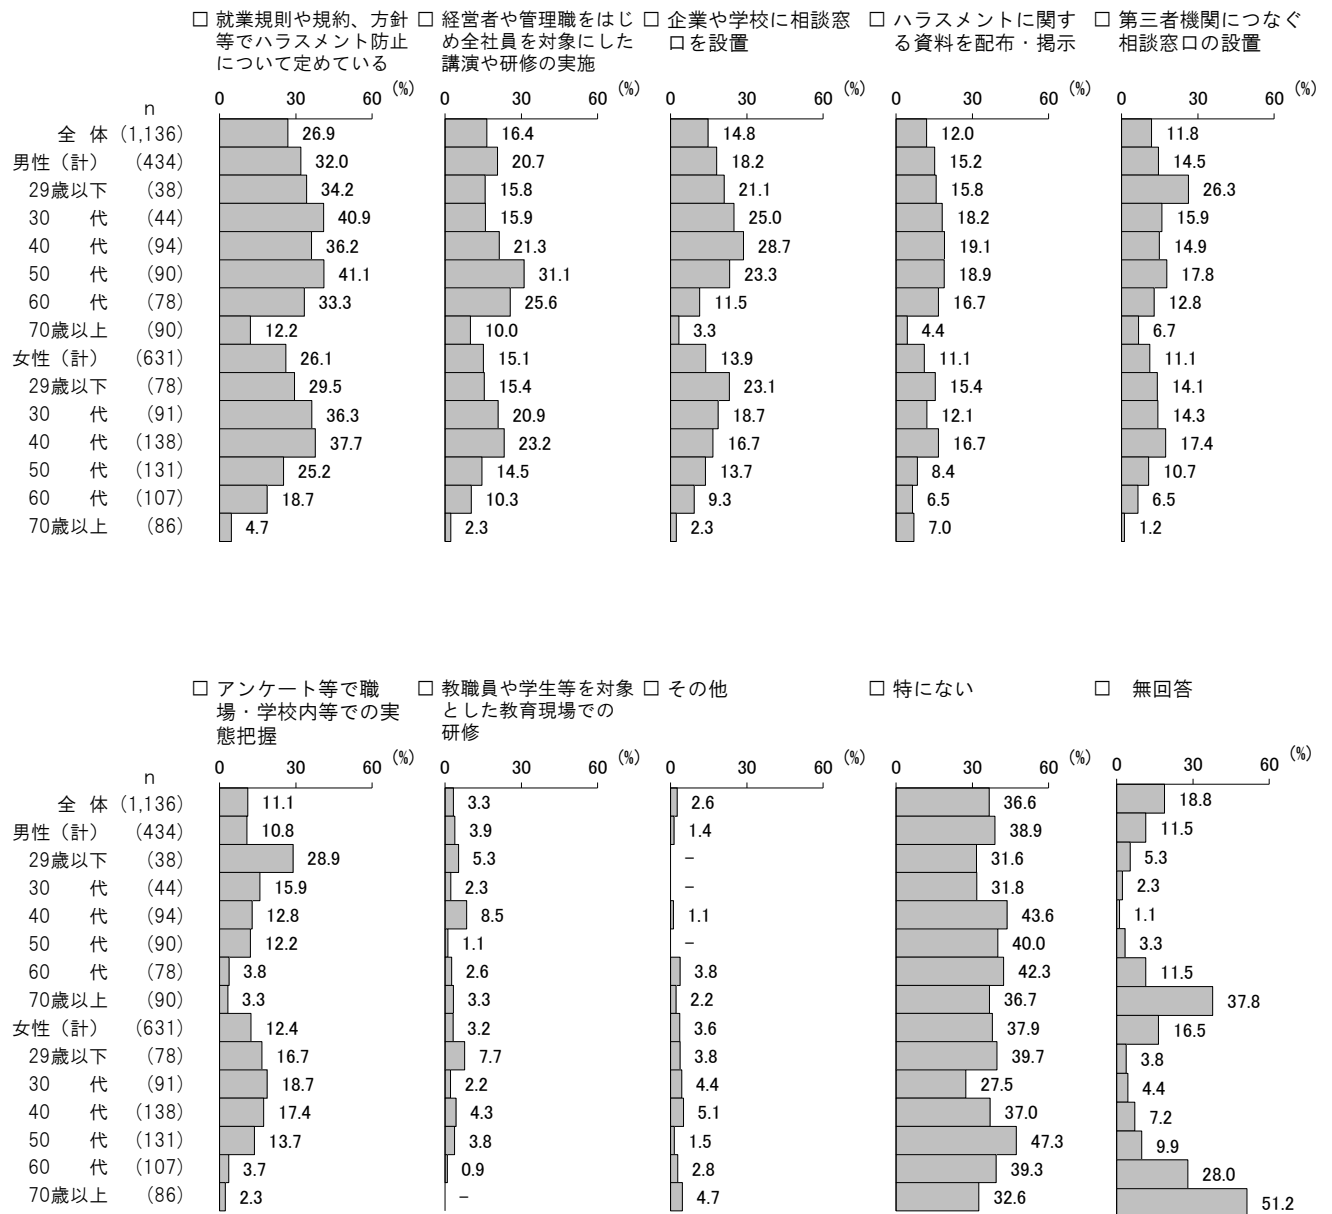 □ 就業規則や規約、方針
等でハラスメント防止
について定めている
□ 経営者や管理職をはじ
め全社員を対象にした
講演や研修の実施
□ 企業や学校に相談窓
口を設置
□ ハラスメントに関す
る資料を配布・掲示
□ 第三者機関につなぐ
相談窓口の設置
0 30 60 (%) 0 30 60 (%) 0 30 60 (%) 0 30 60 (%) 0 30 60 (%)
n
全 体 (1,136) 26.9 16.4 14.8 12.0 11.8
男性（計） (434) 32.0 20.7 18.2 15.2 14.5
29歳以下 (38) 34.2 15.8 21.1 15.8 26.3
30 代 (44) 40.9 15.9 25.0 18.2 15.9
40 代 (94) 36.2 21.3 28.7 19.1 14.9
50 代 (90) 41.1 31.1 23.3 18.9 17.8
60 代 (78) 33.3 25.6 11.5 16.7 12.8
70歳以上 (90) 12.2 10.0 3.3 4.4 6.7
女性（計） (631) 26.1 15.1 13.9 11.1 11.1
29歳以下 (78) 29.5 15.4 23.1 15.4 14.1
30 代 (91) 36.3 20.9 18.7 12.1 14.3
40 代 (138) 37.7 23.2 16.7 16.7 17.4
50 代 (131) 25.2 14.5 13.7 8.4 10.7
60 代 (107) 18.7 10.3 9.3 6.5 6.5
70歳以上 (86) 4.7 2.3 2.3 7.0 1.2
□ アンケート等で職
場・学校内等での実
態把握
□ 教職員や学生等を対象
とした教育現場での
研修
□ その他
□ 特にない
□ 無回答
0 30 60 (%) 0 30 60 (%) 0 30 60 (%) 0 30 60 (%) 0 30 60 (%)
n
全 体 (1,136) 11.1 3.3 2.6 36.6 18.8
男性（計） (434) 10.8 3.9 1.4 38.9 11.5
29歳以下 (38) 28.9 5.3 － 31.6 5.3
30 代 (44) 15.9 2.3 － 31.8 2.3
40 代 (94) 12.8 8.5 1.1 43.6 1.1
50 代 (90) 12.2 1.1 － 40.0 3.3
60 代 (78) 3.8 2.6 3.8 42.3 11.5
70歳以上 (90) 3.3 3.3 2.2 36.7 37.8
女性（計） (631) 12.4 3.2 3.6 37.9 16.5
29歳以下 (78) 16.7 7.7 3.8 39.7 3.8
30 代 (91) 18.7 2.2 4.4 27.5 4.4
40 代 (138) 17.4 4.3 5.1 37.0 7.2
50 代 (131) 13.7 3.8 1.5 47.3 9.9
60 代 (107) 3.7 0.9 2.8 39.3 28.0
70歳以上 (86) 2.3 － 4.7 32.6 51.2